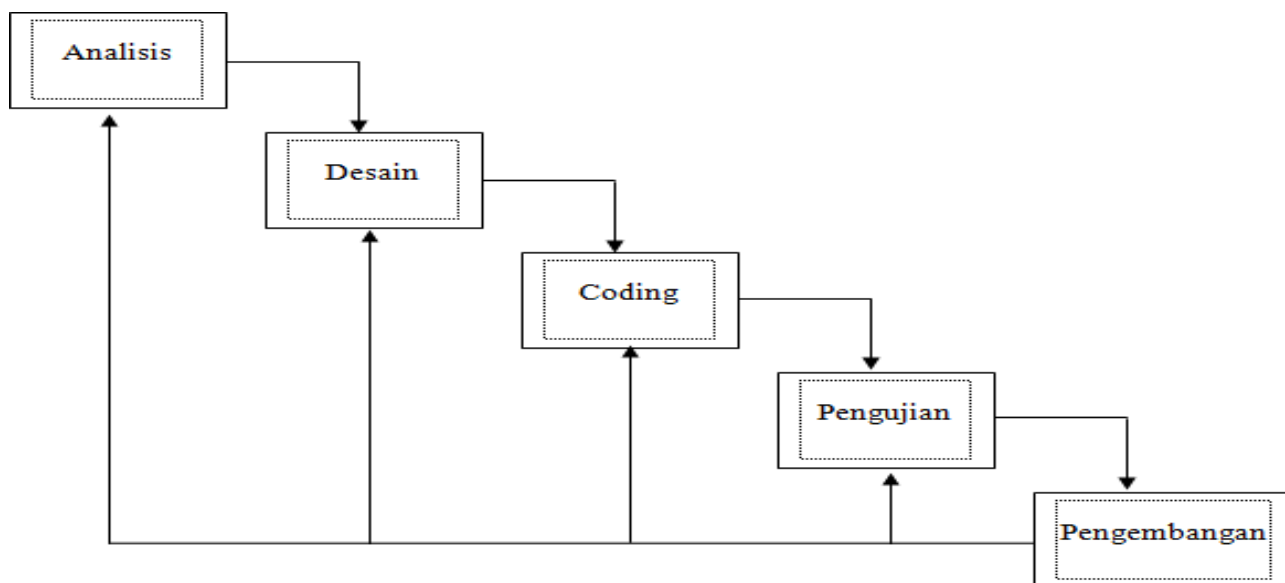 Analisis
Desain
Coding
Pengujian
Pengembangan